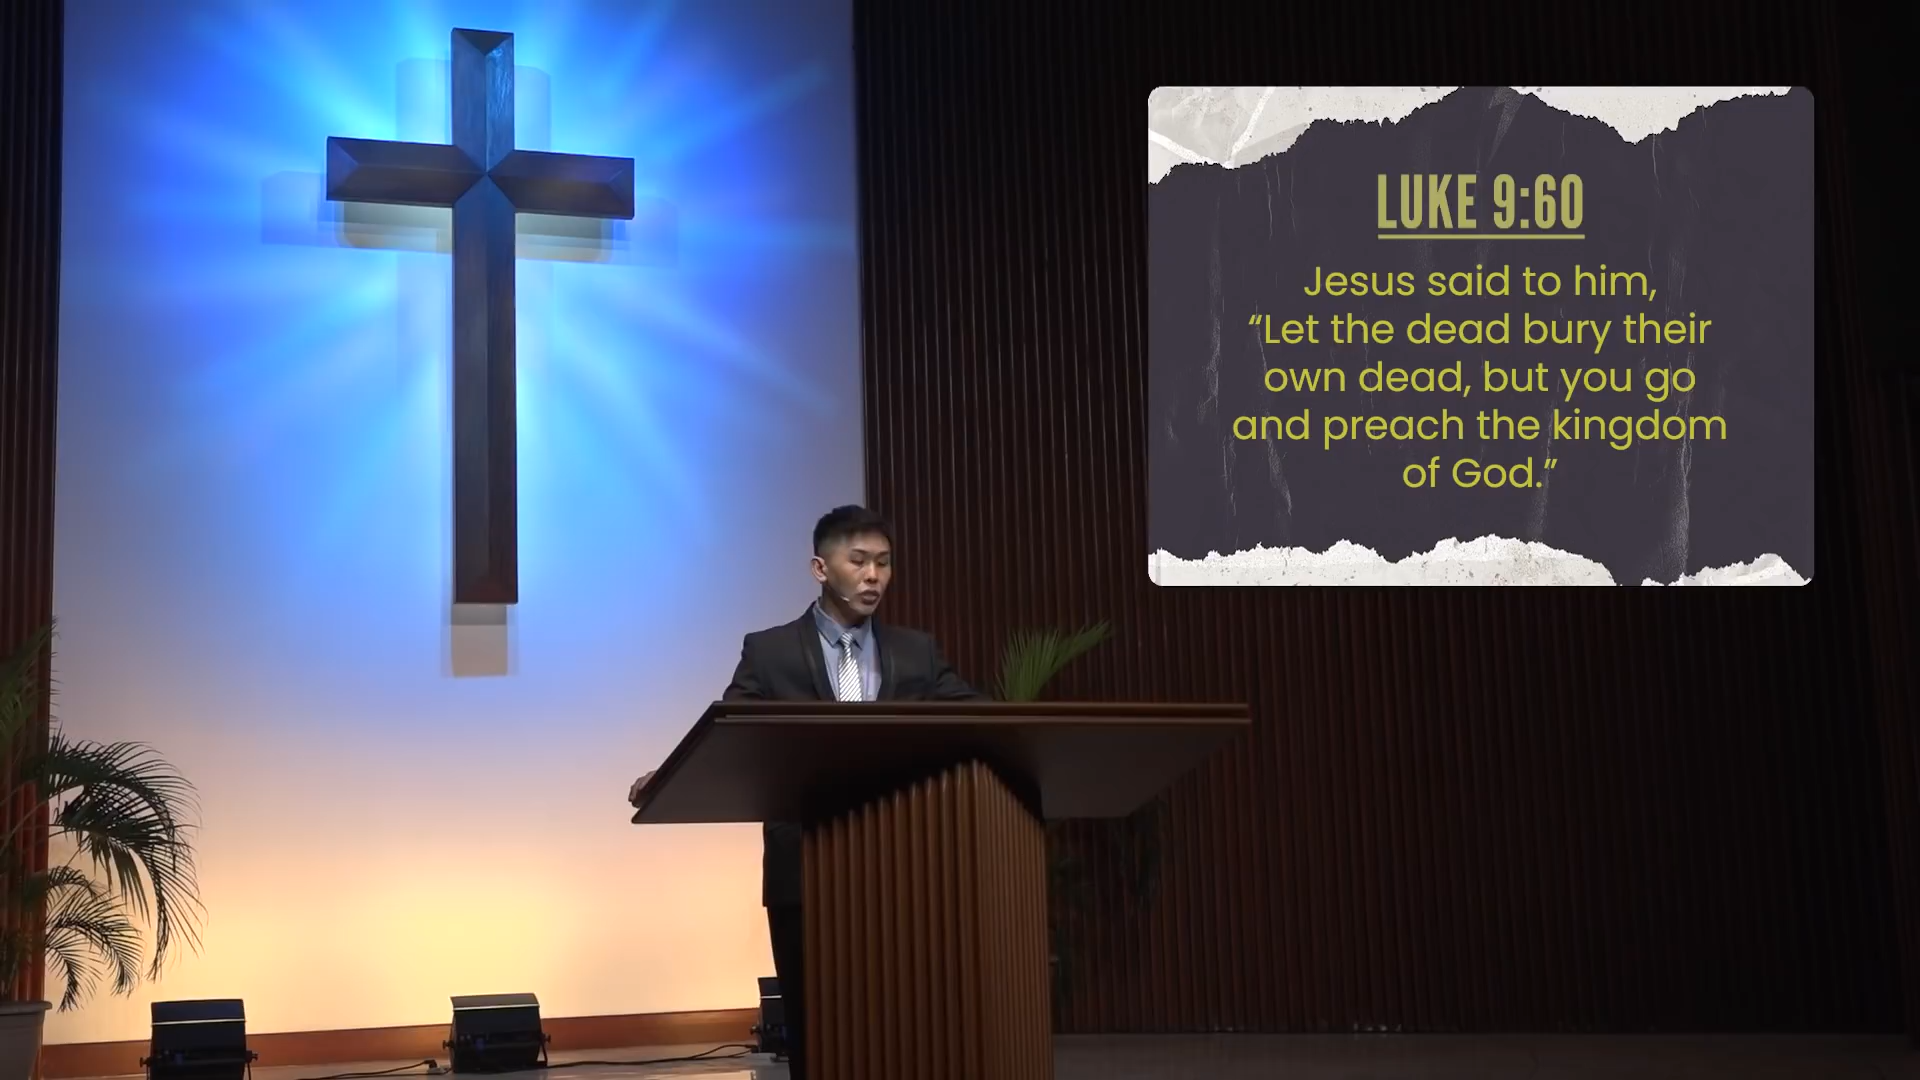 LUKE 9:60
Jesus said to him,
“Let the dead bury their
own dead, but you go
and preach the kingdom
of God.”